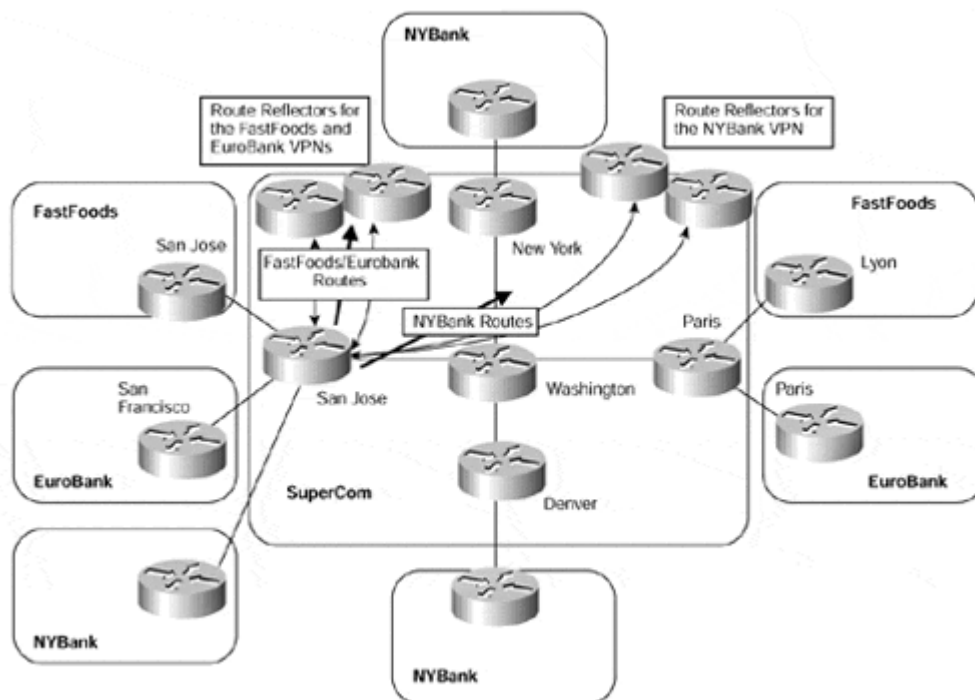 NYBank
Route Reflectors for
the FastFoods and
EuroBank VPNs
Route Reflectors for
the NYBank VPN
FastFoods
San Jose
FastFoods/Eurobank
Routes
New York
FastFoods
Lyon
NYBank Routes
Paris
San Jose
Washington
San
Francisco
EuroBank
Paris
EuroBank
SuperCom
Denver
NYBank
NYBank